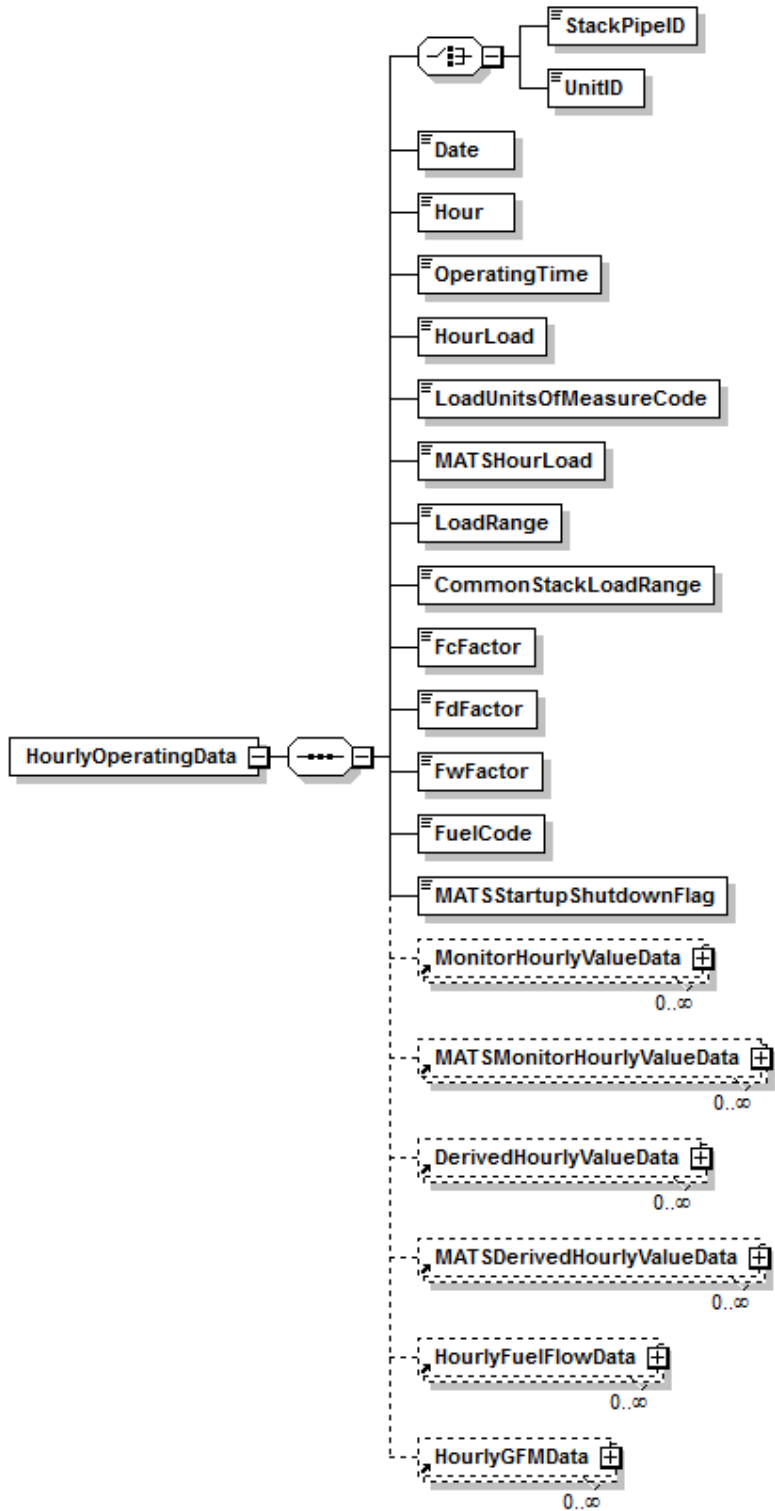 StackPipeID
UnitID
Date
Hour
OperatingTime
HourLoad
LoadUnitsOfMeasureCode
MATSHourLoad
LoadRange
CommonStackLoadRange
FcFactor
FdFactor
HourlyOperatingData
FwFactor
FuelCode
MATSStartupShutdownFlag
MonitorHourlyValueData
0..∞
MATSMonitorHourlyValueData
0..∞
DerivedHourlyValueData
0..∞
MATSDerivedHourlyValueData
0..∞
HourlyFuelFlowData
0..∞
HourlyGFMData
0..∞